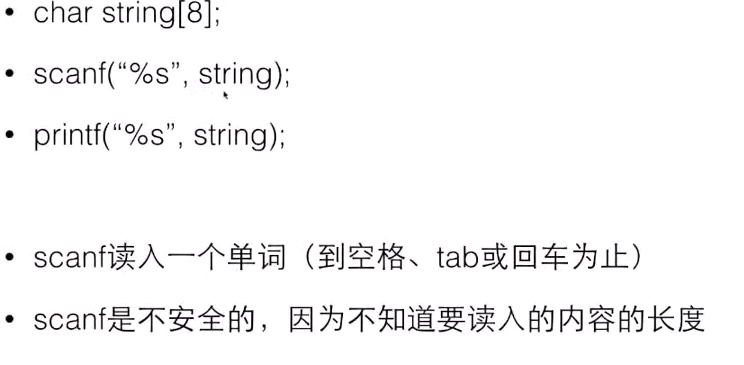 • char string[8];
• scanf(“%s”, string);
• printf(“%s”, string);
• scanf读入一个单词（到空格、tab或回车为止）
• scanf是不安全的，因为不知道要读入的内容的长度